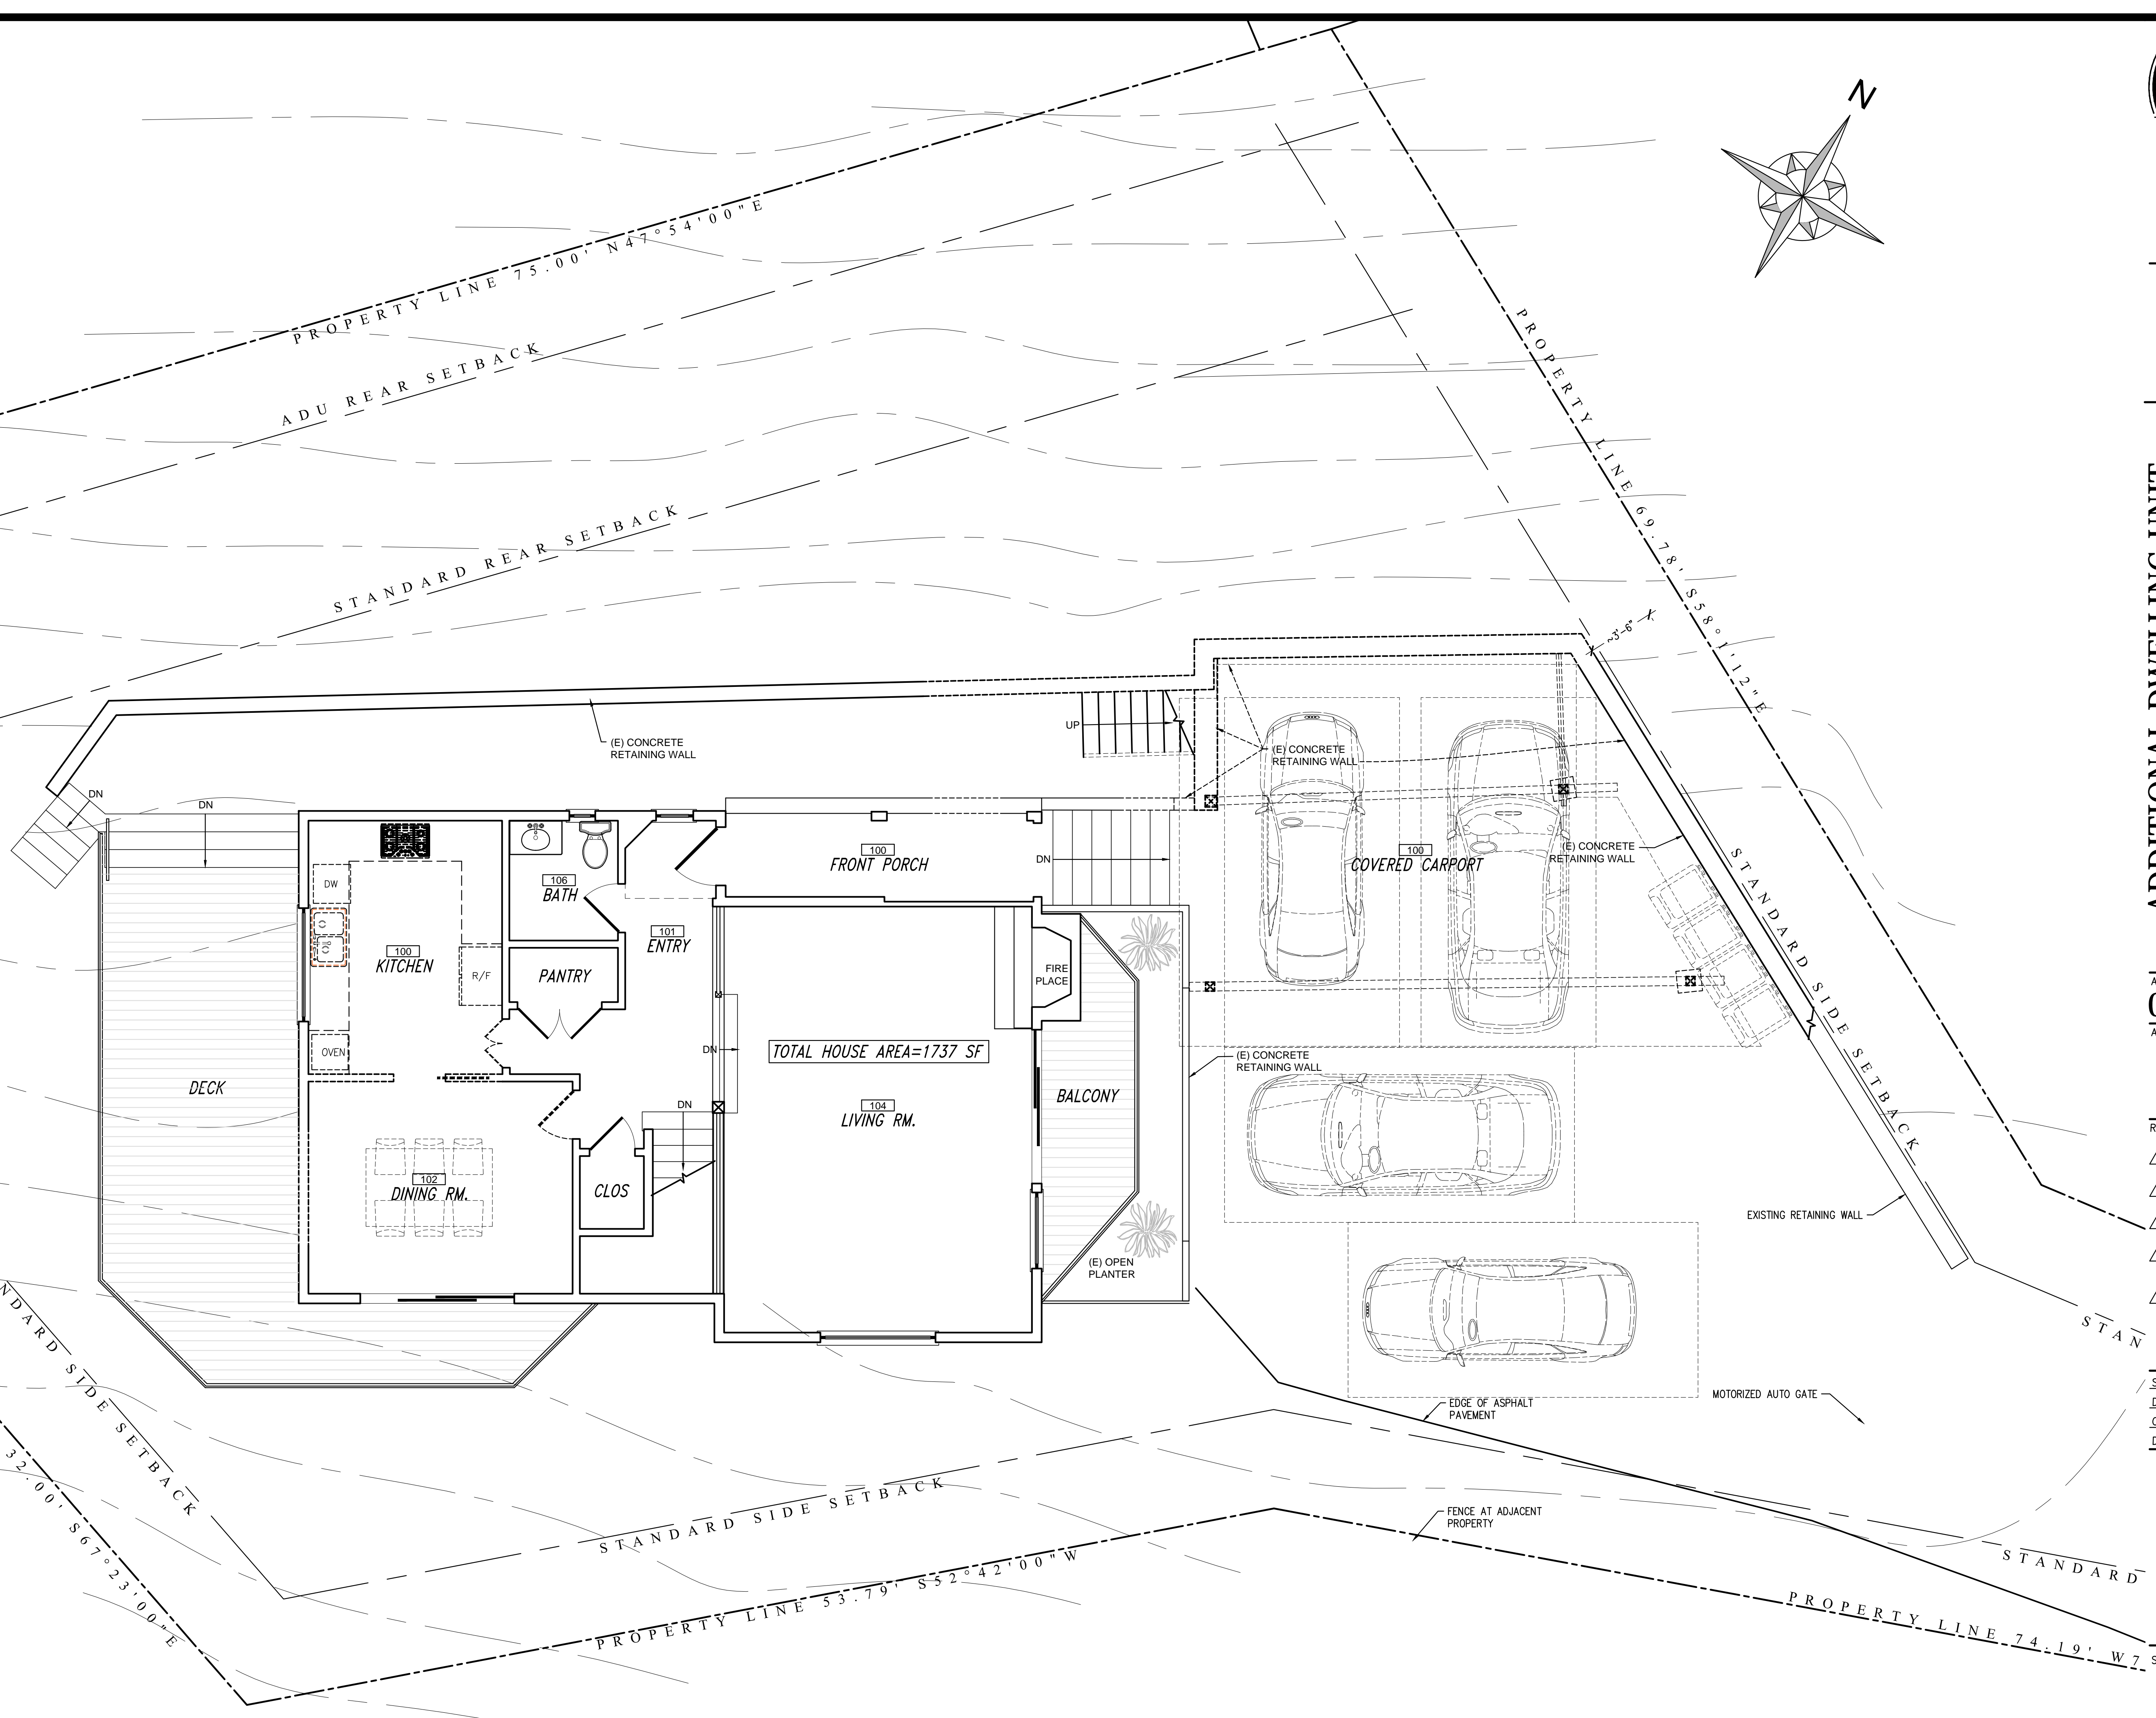 N
PROPERTY LINE 75.00' N47°54'00"E
ADU REAR SETBACK
STANDARD REAR SETBACK
PROPERTY LINE 69.78' S58°1'12"E
~3'-6"
ADDITIONAL DWELLING UNIT
(E) CONCRETE
RETAINING WALL
UP
(E) CONCRETE
RETAINING WALL
DN
DN
DW
100
KITCHEN
R/F
OVEN
106
BATH
PANTRY
101
ENTRY
100
FRONT PORCH
DN
100
COVERED CARPORT
(E) CONCRETE
RETAINING WALL
STANDARD SIDE SETBACK
FIRE
PLACE
DN
TOTAL HOUSE AREA=1737 SF
(E) CONCRETE
RETAINING WALL
DECK
BALCONY
104
LIVING RM.
DN
102
DINING RM.
CLOS
(E) OPEN
PLANTER
EXISTING RETAINING WALL
STAN
NDARD SIDE SETBACK
32.00' S67°23'00"E
EDGE OF ASPHALT
PAVEMENT
MOTORIZED AUTO GATE
STANDARD SIDE SETBACK
FENCE AT ADJACENT
PROPERTY
STANDARD
PROPERTY LINE 53.79' S52°42'00"W
PROPERTY LINE 74.19' W7